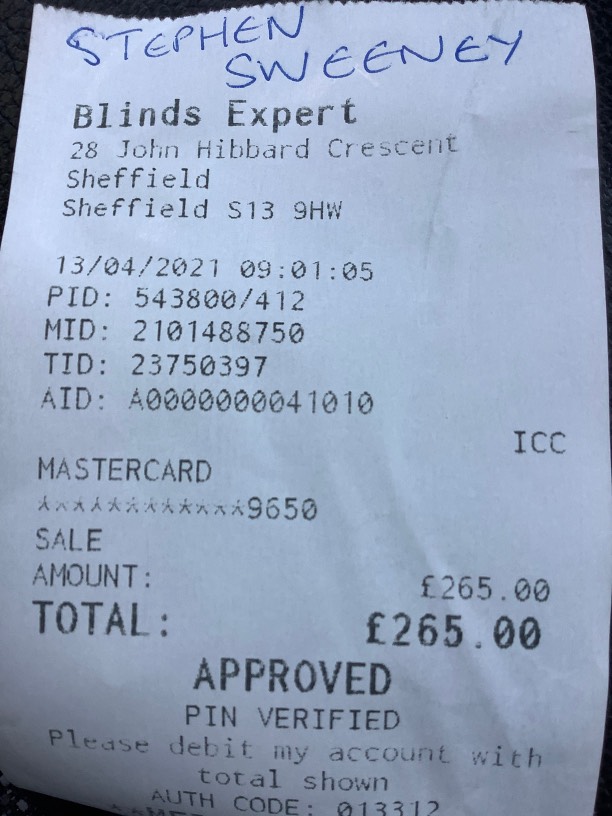 STEPHEN
SWEENEY
Blinds Expert
28 John Hibbard Crescent
Sheffield
Sheffield S13 9HW
13/04/2021 09:01:05
PID: 543800/412
MID: 2101488750
TID: 23750397
AID: A0000000041010
ICC
MASTERCARD
************9650
SALE
AMOUNT: £265.00
TOTAL: £265.00
APPROVED
PIN VERIFIED
Please debit my account with
total shown
AUTH CODE: 013312